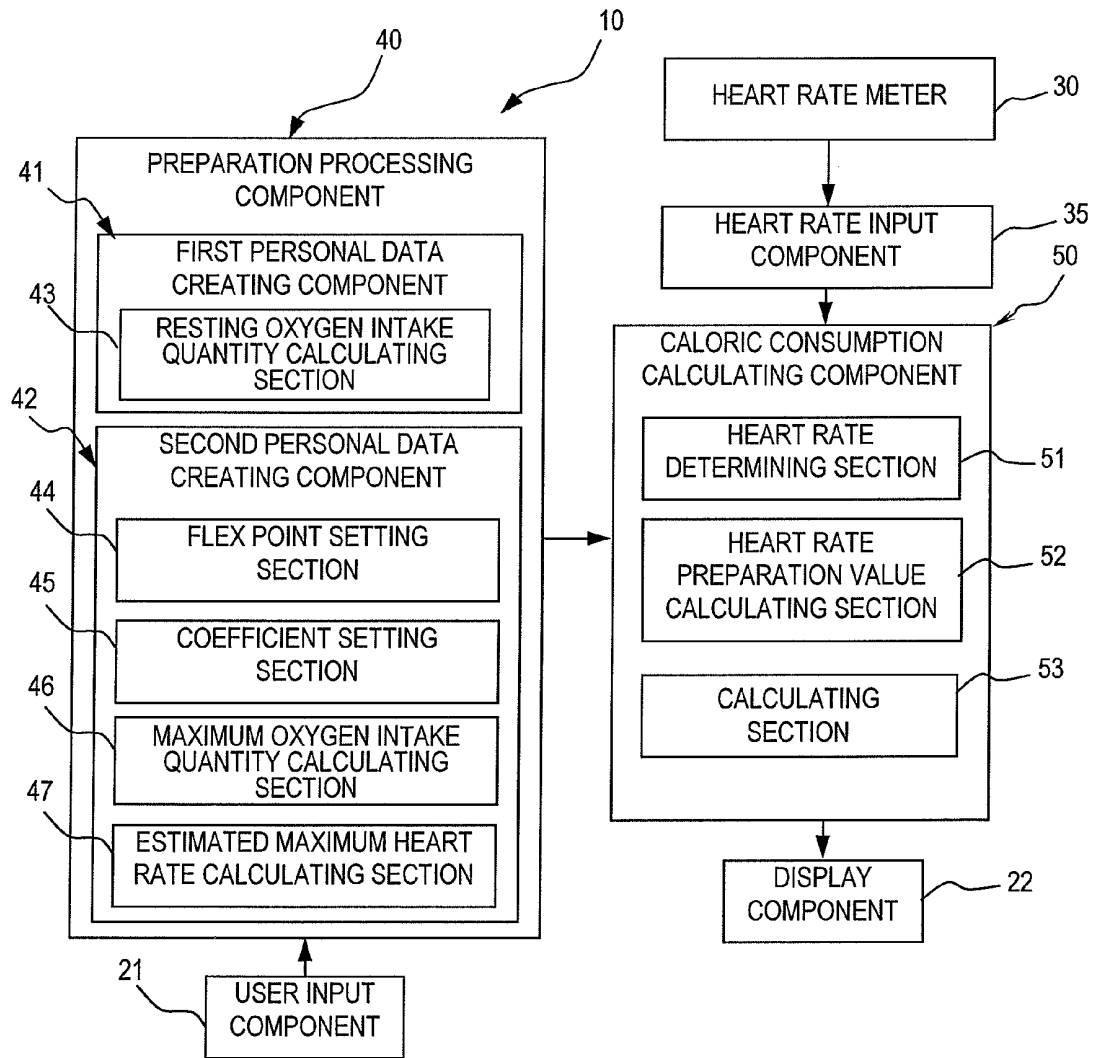 10
40
PREPARATION PROCESSING
COMPONENT
41
FIRST PERSONAL DATA
CREATING COMPONENT
43
RESTING OXYGEN INTAKE
QUANTITY CALCULATING
SECTION
42
SECOND PERSONAL DATA
CREATING COMPONENT
44
FLEX POINT SETTING
SECTION
45
COEFFICIENT SETTING
SECTION
46
MAXIMUM OXYGEN INTAKE
QUANTITY CALCULATING
SECTION
47
ESTIMATED MAXIMUM HEART
RATE CALCULATING SECTION
21
USER INPUT
COMPONENT
HEART RATE METER
30
HEART RATE INPUT
COMPONENT
35
50
CALORIC CONSUMPTION
CALCULATING COMPONENT
HEART RATE
DETERMINING SECTION
51
HEART RATE
PREPARATION VALUE
CALCULATING SECTION
52
CALCULATING
SECTION
53
DISPLAY
COMPONENT
22